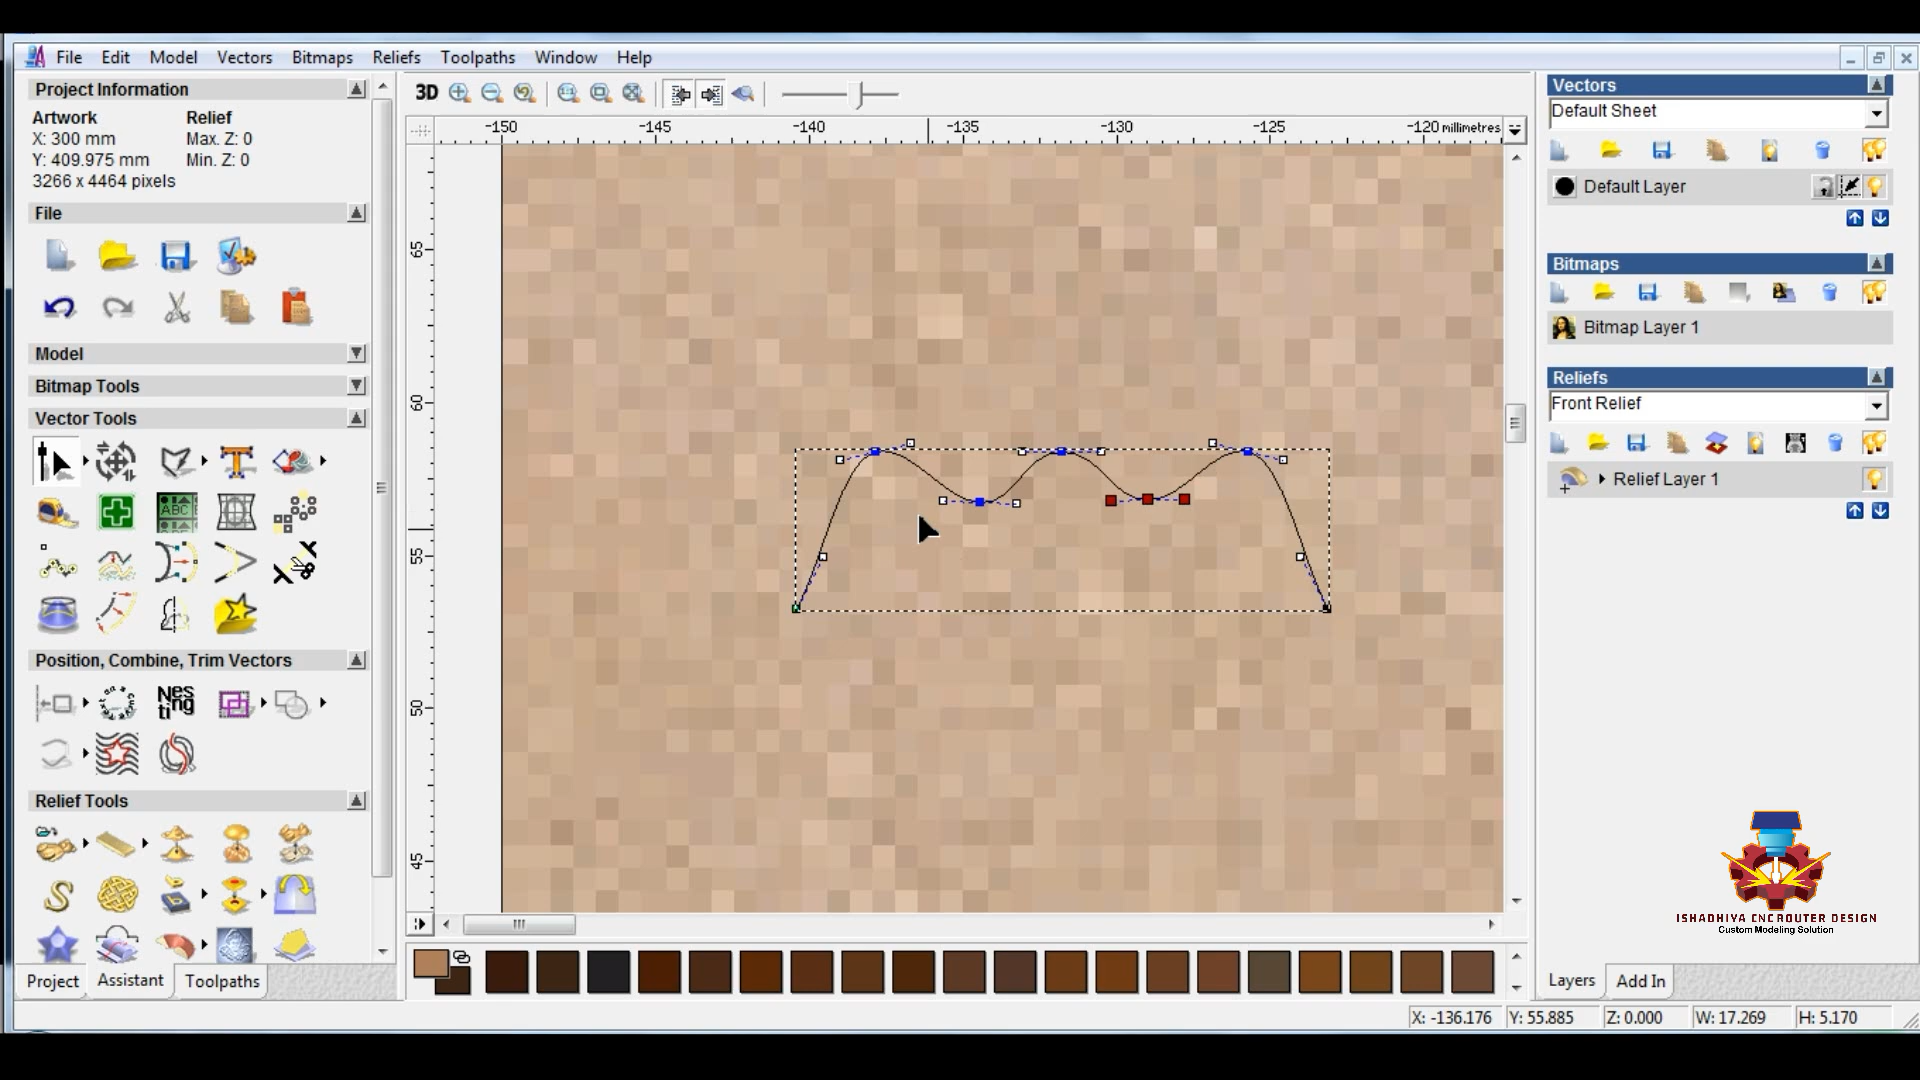 File Edit Model Vectors Bitmaps Reliefs Toolpaths Window Help
Project Information
Artwork Relief
X: 300 mm Max. Z: 0
Y: 409.975 mm Min. Z: 0
3266 x 4464 pixels
File
Model
Bitmap Tools
Vector Tools
ABC
Position, Combine, Trim Vectors
Nes
ting
Relief Tools
Project Assistant Toolpaths
3D
-150 -145 -140 -135 -130 -125 -120 millimetres
65
60
55
50
45
Vectors
Default Sheet
Default Layer
Bitmaps
Bitmap Layer 1
Reliefs
Front Relief
Relief Layer 1
ISHADHIYA CNC ROUTER DESIGN
Custom Modeling Solution
Layers Add In
X: -136.176 Y: 55.885 Z: 0.000 W: 17.269 H: 5.170